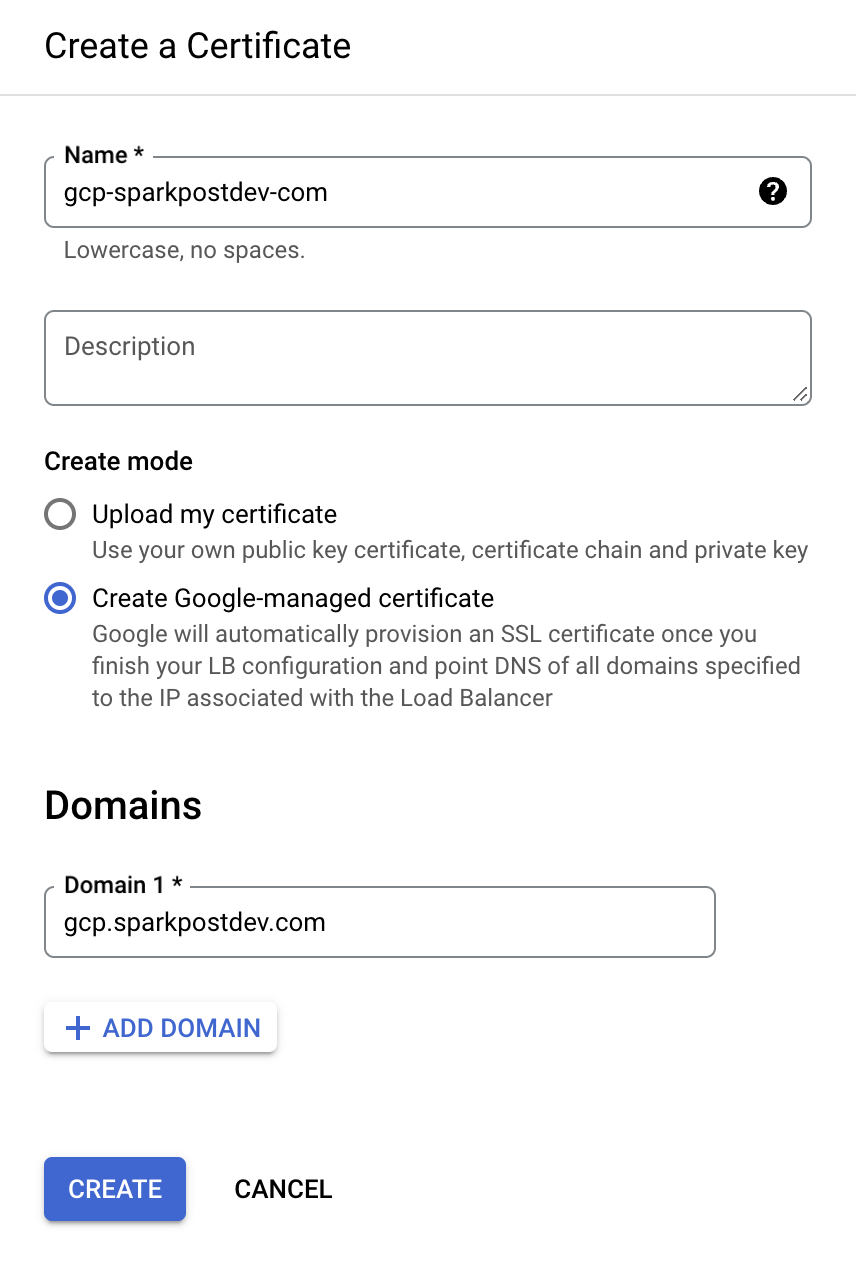 Create a Certificate
Name *
gcp-sparkpostdev-com
Lowercase, no spaces.
Description
Create mode
Upload my certificate
Use your own public key certificate, certificate chain and private key
Create Google-managed certificate
Google will automatically provision an SSL certificate once you
finish your LB configuration and point DNS of all domains specified
to the IP associated with the Load Balancer
Domains
Domain 1 *
gcp.sparkpostdev.com
ADD DOMAIN
CREATE CANCEL